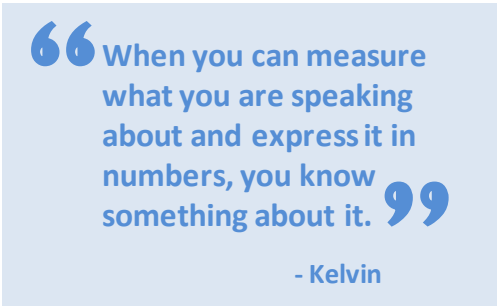 “When you can measure
what you are speaking
about and express it in
numbers, you know
something about it.”
- Kelvin